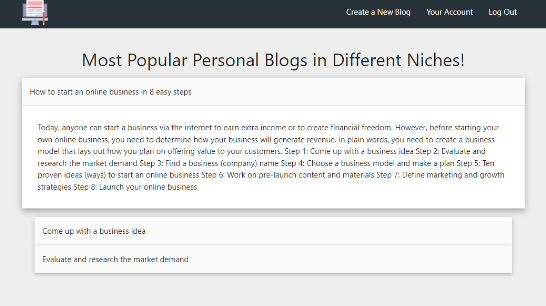 Create a New Blog Your Account Log Out
Most Popular Personal Blogs in Different Niches!
How to start an online business in 8 easy steps
Today, anyone can start a business via the internet to earn extra income or to create financial freedom. However, before starting your
own online business, you need to determine how your business will generate revenue. In plain words, you need to create a business
model that lays out how you plan on offering value to your customers. Step 1: Come up with a business idea Step 2: Evaluate and
research the market demand Step 3: Find a business (company) name Step 4: Choose a business model and make a plan Step 5: Ten
proven ideas (ways) to start an online business Step 6: Work on pre-launch content and materials Step 7: Define marketing and growth
strategies Step 8: Launch your online business
Come up with a business idea
Evaluate and research the market demand